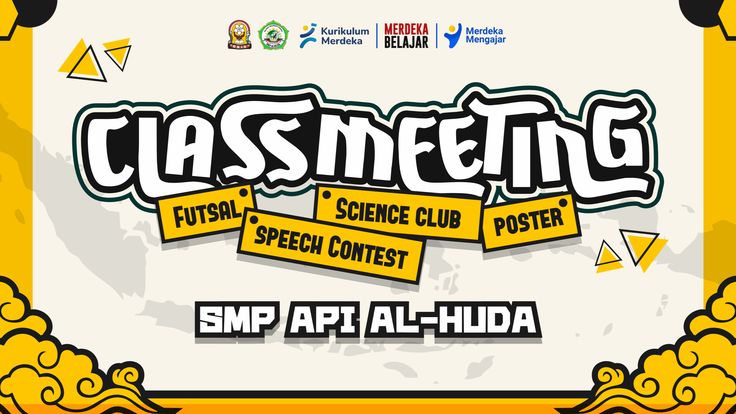 Kurikulum Merdeka
MERDEKA BELAJAR
Merdeka Mengajar
CLASSMEETING
FUTSAL
SCIENCE CLUB
POSTER
SPEECH CONTEST
SMP API AL-HUDA